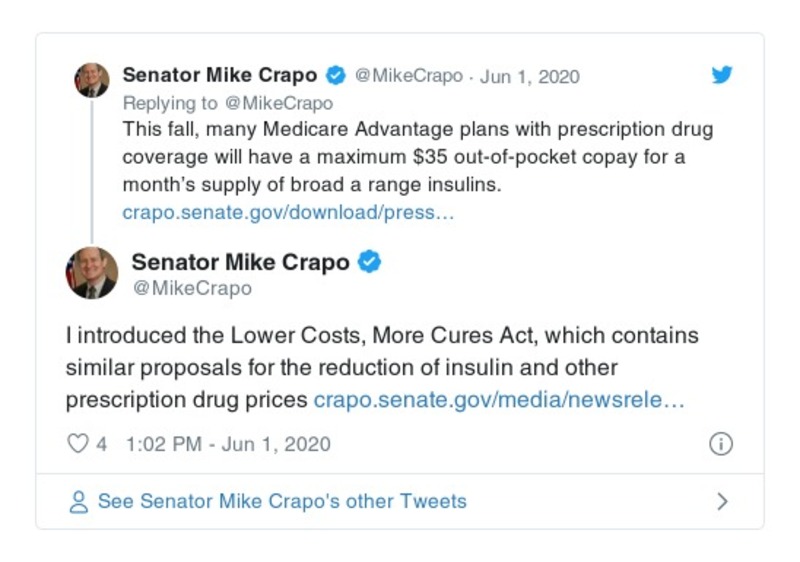 Senator Mike Crapo @MikeCrapo · Jun 1, 2020
Replying to @MikeCrapo
This fall, many Medicare Advantage plans with prescription drug
coverage will have a maximum $35 out-of-pocket copay for a
month's supply of broad a range insulins.
crapo.senate.gov/download/press…
Senator Mike Crapo
@MikeCrapo
I introduced the Lower Costs, More Cures Act, which contains
similar proposals for the reduction of insulin and other
prescription drug prices crapo.senate.gov/media/newsrele…
4 1:02 PM - Jun 1, 2020
See Senator Mike Crapo's other Tweets